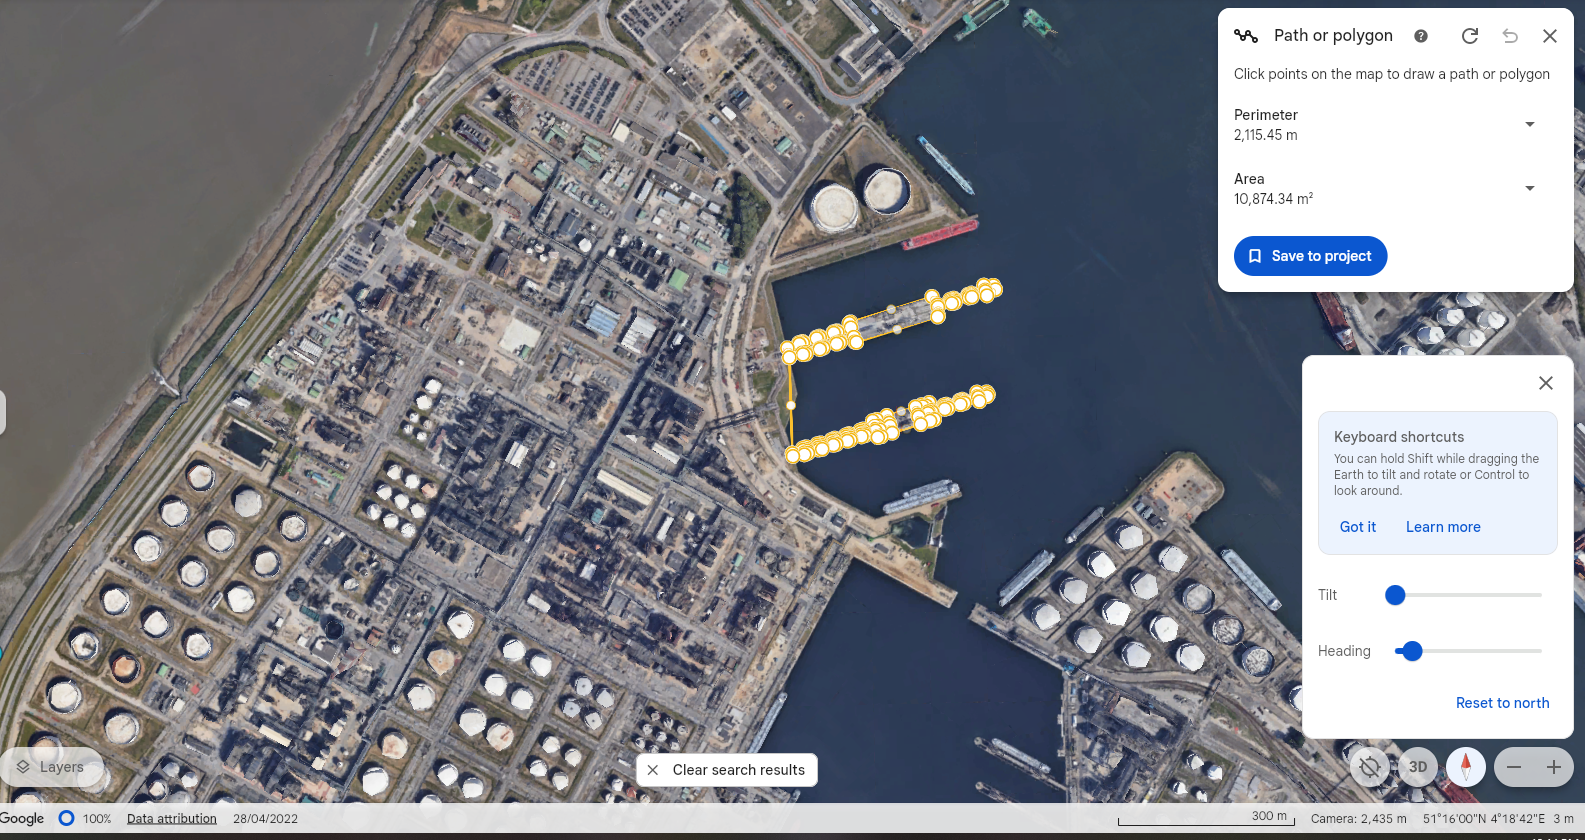 Path or polygon
Click points on the map to draw a path or polygon
Perimeter
2,115.45 m
Area
10,874.34 m²
Save to project
Keyboard shortcuts
You can hold Shift while dragging the
Earth to tilt and rotate or Control to
look around.
Got it Learn more
Tilt
Heading
Reset to north
Layers
Clear search results
3D
Google 100% Data attribution 28/04/2022 300 m Camera: 2,435 m 51°16'00"N 4°18'42"E 3 m